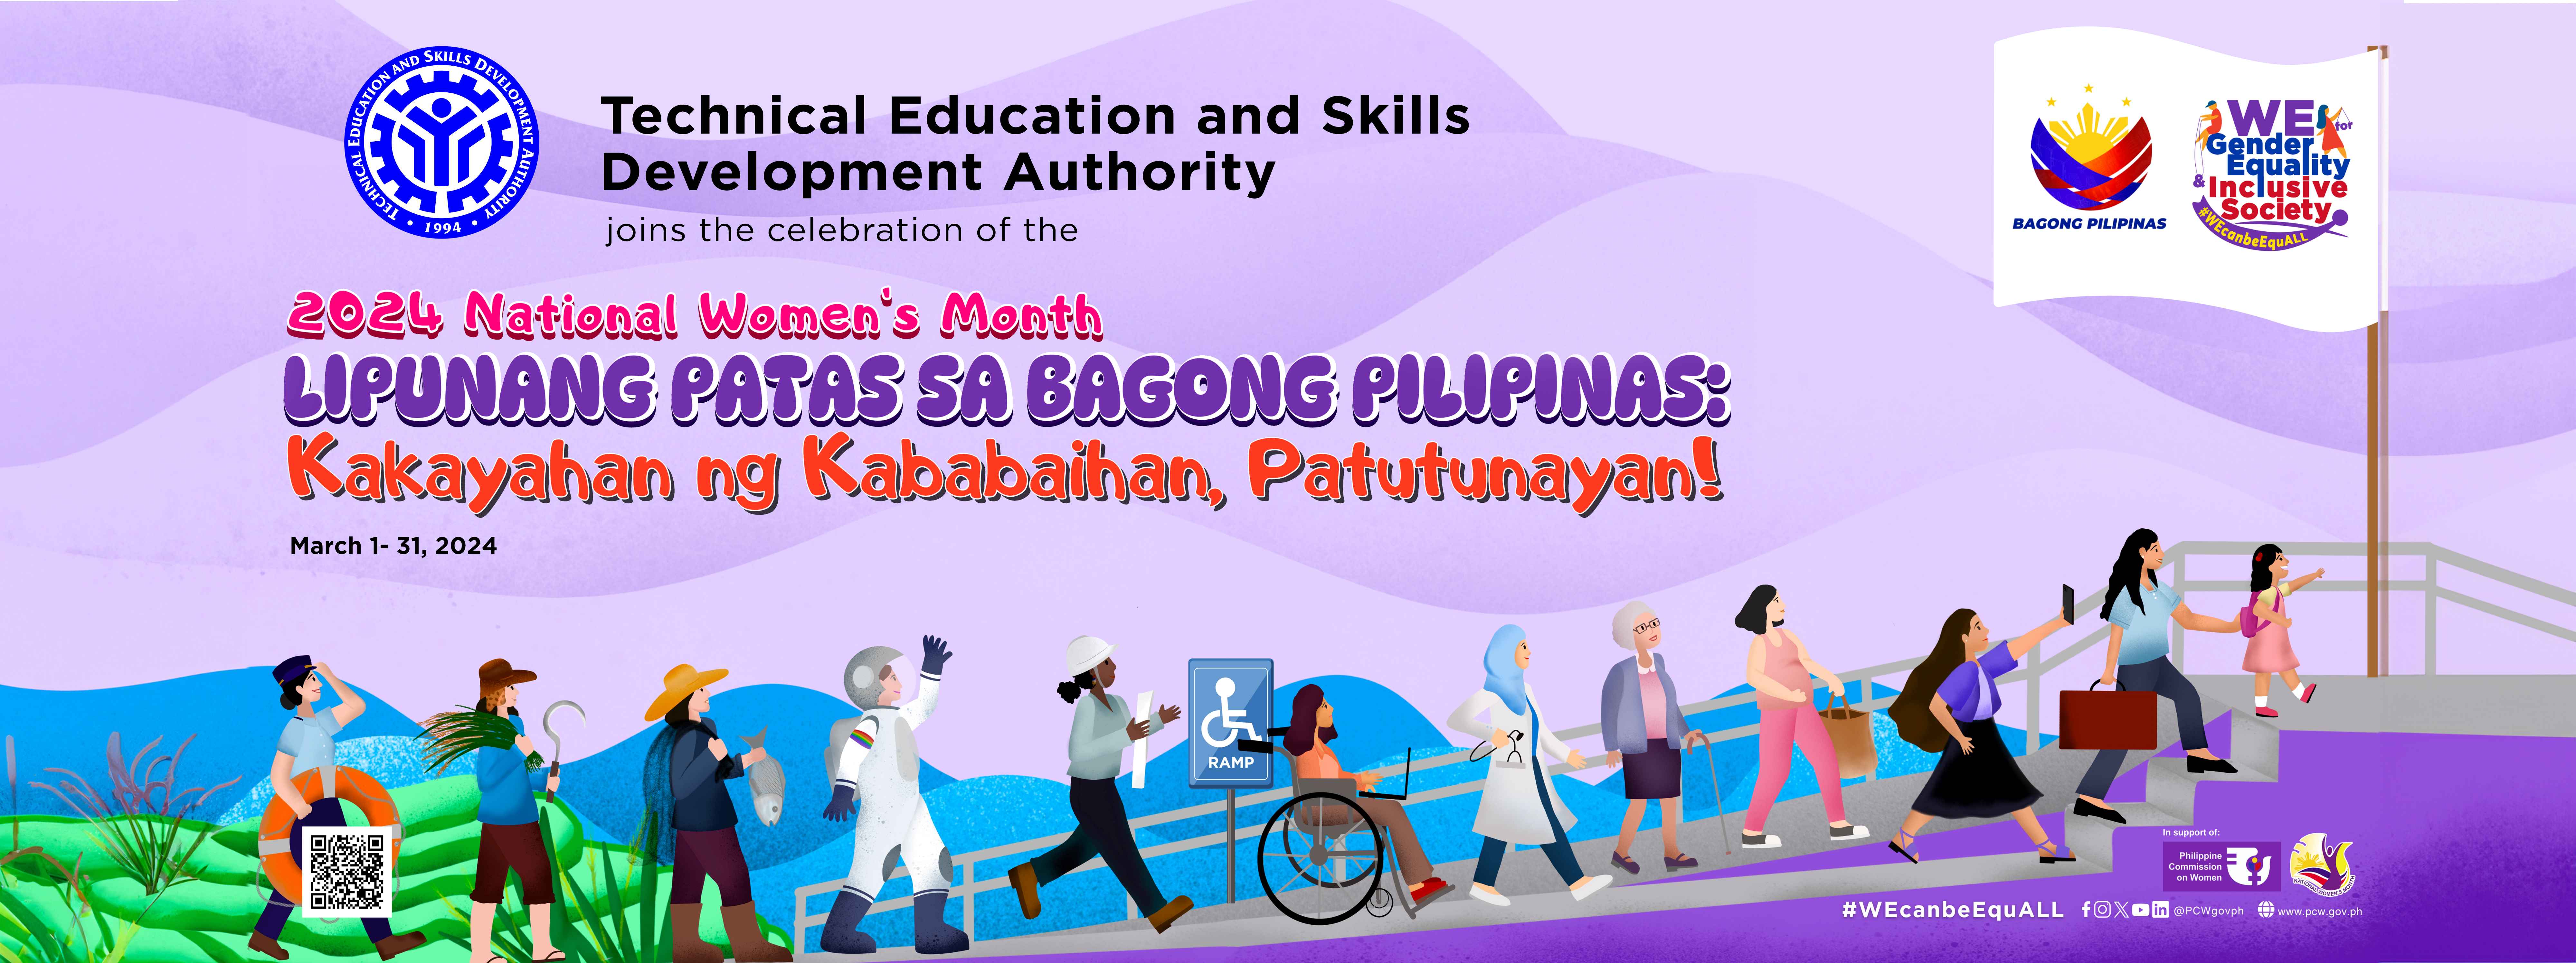 TECHNICAL EDUCATION AND SKILLS DEVELOPMENT AUTHORITY
• 1994 •
Technical Education and Skills
Development Authority
joins the celebration of the
2024 National Women's Month
LIPUNANG PATAS SA BAGONG PILIPINAS:
Kakayahan ng Kababaihan, Patutunayan!
March 1- 31, 2024
BAGONG PILIPINAS
WE for
Gender
Equality
& Inclusive
Society
#WEcanbeEquALL
RAMP
In support of:
Philippine
Commission
on Women
NATIONAL WOMEN'S MONTH
#WEcanbeEquALL @PCWgovph www.pcw.gov.ph